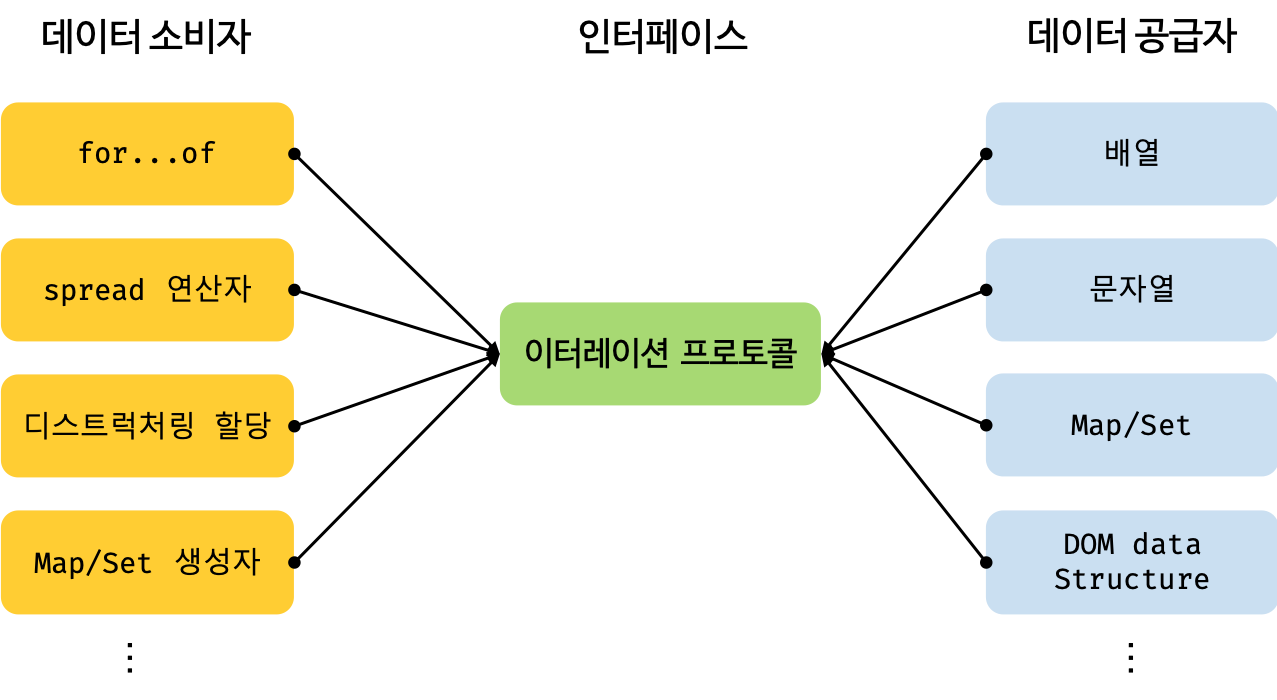 데이터 소비자
인터페이스
데이터 공급자
for...of
spread 연산자
디스트럭처링 할당
Map/Set 생성자
⋮
이터레이션 프로토콜
배열
문자열
Map/Set
DOM data
Structure
⋮